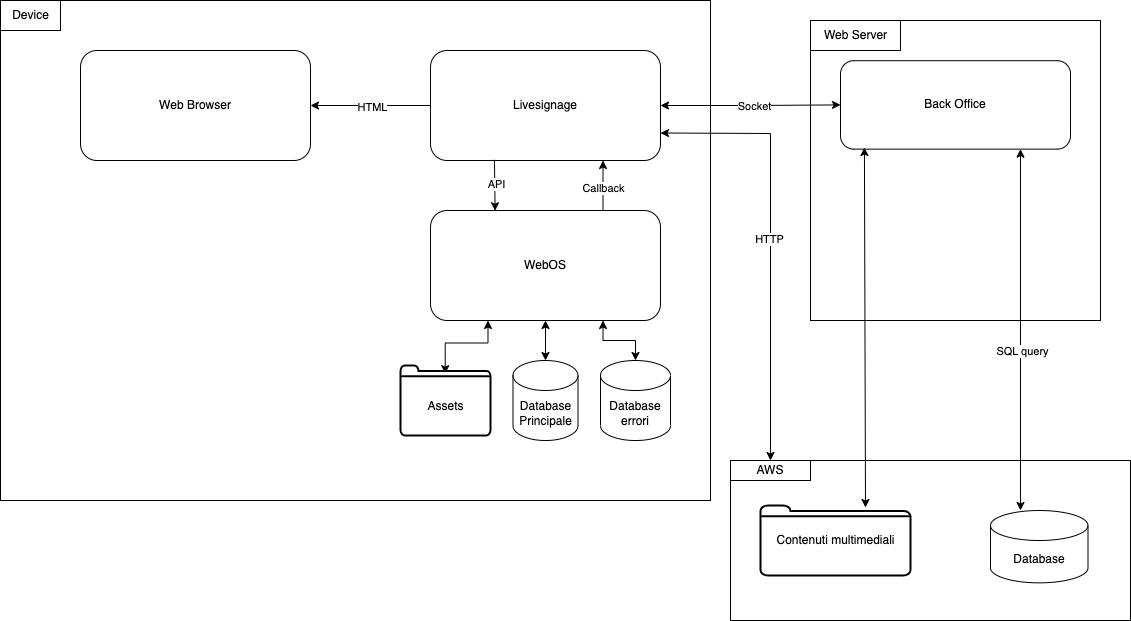 Device
Web Server
Web Browser
HTML
Livesignage
Socket
Back Office
API
Callback
HTTP
WebOS
SQL query
Assets
Database
Principale
Database
errori
AWS
Contenuti multimediali
Database